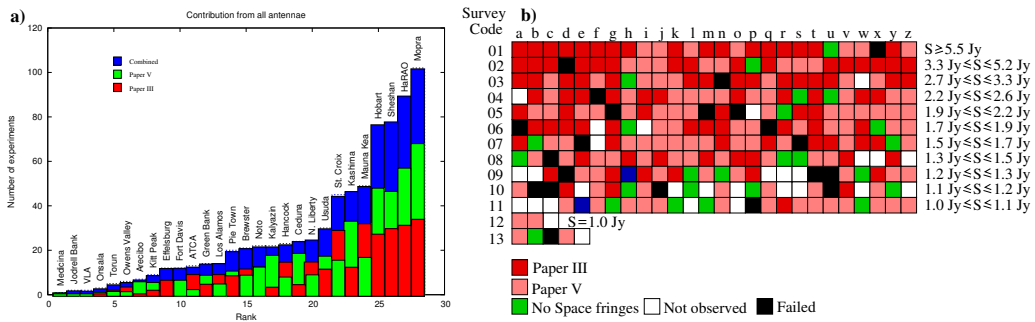 a)
Contribution from all antennae
Number of experiments
120
100
80
60
40
20
0
Combined
Paper V
Paper III
Medicina
Jodrell Bank
VLA
Onsala
Torun
Owens Valley
Arecibo
Kitt Peak
Effelsburg
Fort Davis
ATCA
Green Bank
Los Alamos
Pie Town
Brewster
Noto
Kalyazin
Hancock
Ceduna
N. Liberty
Usuda
St. Croix
Kashima
Mauna Kea
Hobart
Sheshan
HaRAO
Mopra
0 5 10 15 20 25 30
Rank
b)
Survey
Code
a b c d e f g h i j k l m n o p q r s t u v w x y z
01 S≥5.5 Jy
02 3.3 Jy≤S≤5.2 Jy
03 2.7 Jy≤S≤3.3 Jy
04 2.2 Jy≤S≤2.6 Jy
05 1.9 Jy≤S≤2.2 Jy
06 1.7 Jy≤S≤1.9 Jy
07 1.5 Jy≤S≤1.7 Jy
08 1.3 Jy≤S≤1.5 Jy
09 1.2 Jy≤S≤1.3 Jy
10 1.1 Jy≤S≤1.2 Jy
11 1.0 Jy≤S≤1.1 Jy
12 S=1.0 Jy
13
Paper III
Paper V
No Space fringes Not observed Failed